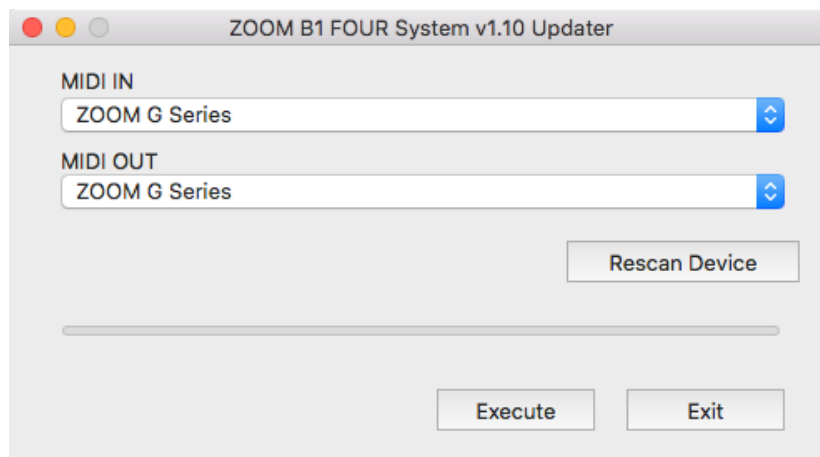 ZOOM B1 FOUR System v1.10 Updater
MIDI IN
ZOOM G Series
MIDI OUT
ZOOM G Series
Rescan Device
Execute Exit